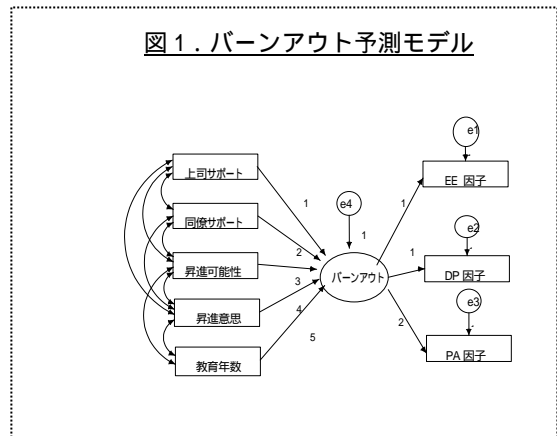 図1．バーンアウト予測モデル
e1
上司サポート
EE 因子
1
e4
1
同僚サポート
2
1
e2
1
昇進可能性
バーンアウト
DP 因子
3
e3
昇進意思
4
2
5
PA 因子
教育年数